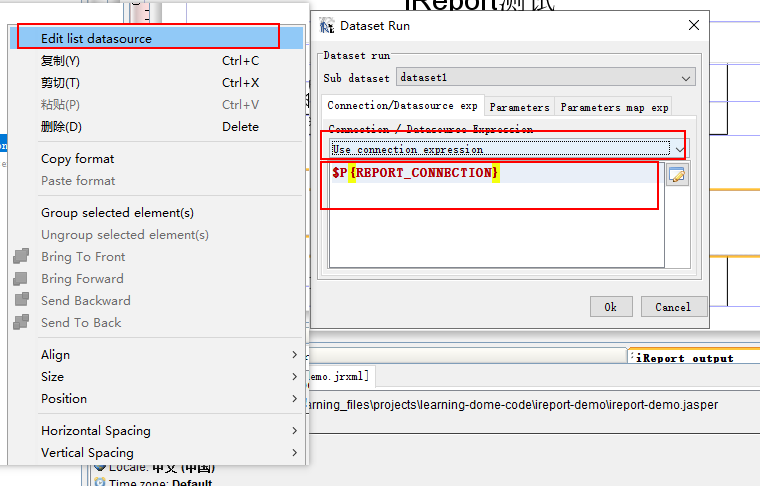 iReport测试
Edit list datasource
复制(Y) Ctrl+C
剪切(T) Ctrl+X
粘贴(P) Ctrl+V
删除(D) Delete
Copy format
Paste format
Group selected element(s)
Ungroup selected element(s)
Bring To Front
Bring Forward
Send Backward
Send To Back
Align
Size
Position
Horizontal Spacing
Vertical Spacing
Dataset Run
Dataset run
Sub dataset dataset1
Connection/Datasource exp Parameters Parameters map exp
Connection / Datasource Expression
Use connection expression
$P{REPORT_CONNECTION}
Ok Cancel
iReport output
emo.jrxml]
arning_files\projects\learning-dome-code\ireport-demo\ireport-demo.jasper
Locale: 中文 (中国)
Time zone: Default